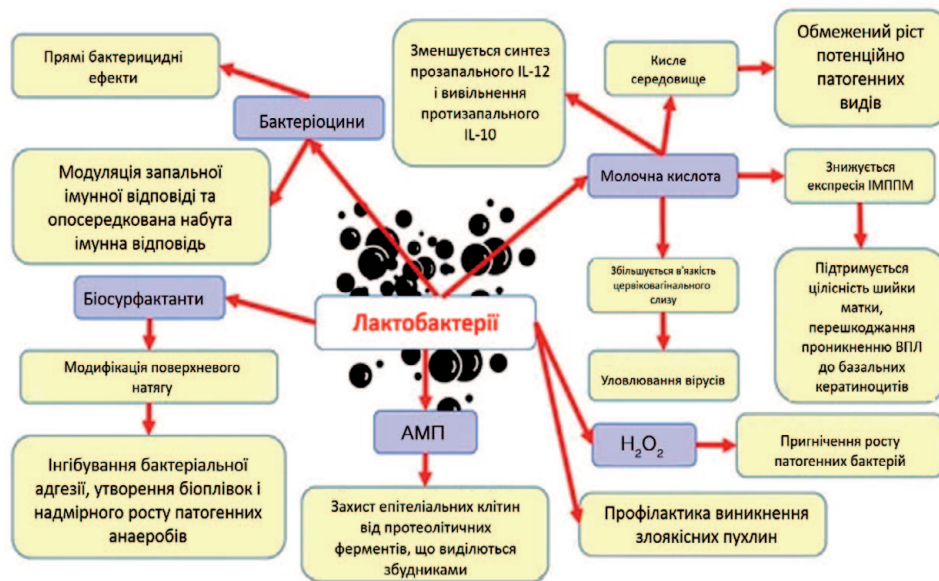 Прямі бактерицидні
ефекти
Бактеріоцини
Модуляція запальної
імунної відповіді та
опосередкована набута
імунна відповідь
Зменшується синтез
прозапального IL-12
і вивільнення
протизапального
IL-10
Кисле
середовище
Обмежений ріст
потенційно
патогенних
видів
Молочна кислота
Знижується
експресія ІМППМ
Збільшується в'язкість
цервіковагінального
слизу
Підтримується
цілісність шийки
матки,
перешкоджання
проникненню ВПЛ
до базальних
кератиноцитів
Уловлювання вірусів
Біосурфактанти
Лактобактерії
Модифікація поверхневого
натягу
Інгібування бактеріальної
адгезії, утворення біоплівок і
надмірного росту патогенних
анаеробів
АМП
Захист епітеліальних клітин
від протеолітичних
ферментів, що виділються
збудниками
H₂O₂
Пригнічення росту
патогенних бактерій
Профілактика виникнення
злоякісних пухлин